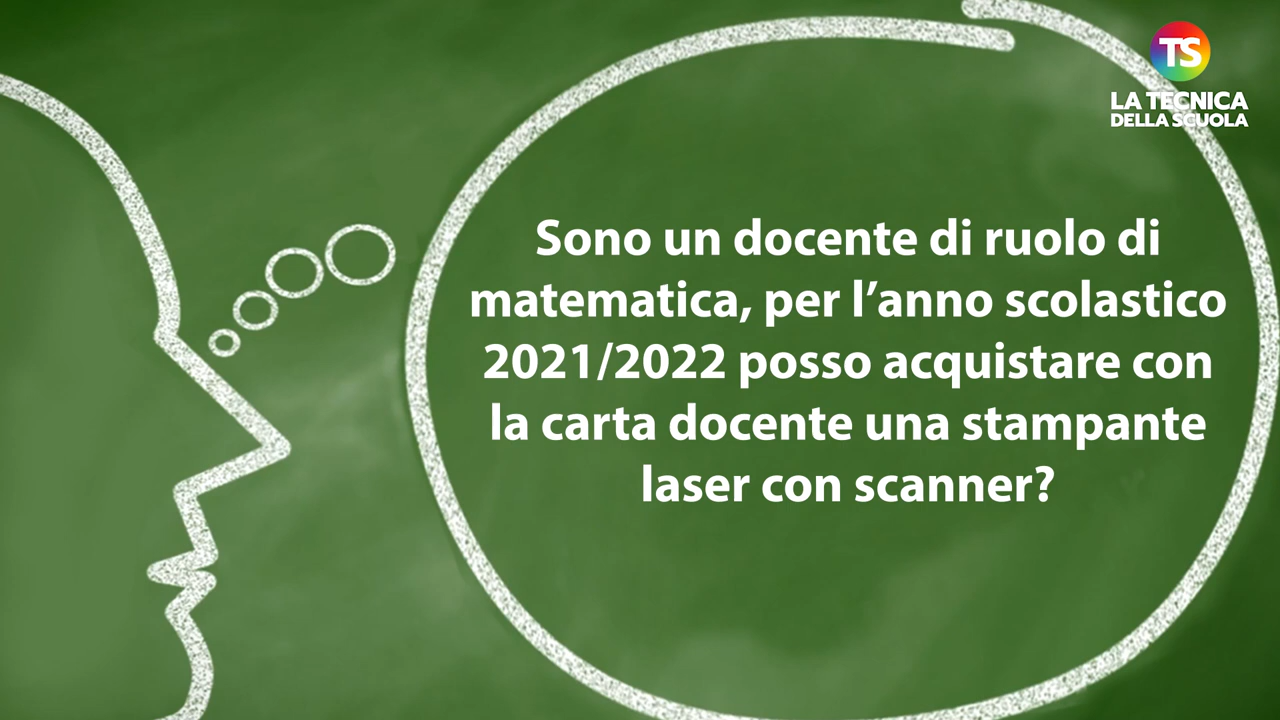 TS
LA TECNICA
DELLA SCUOLA
Sono un docente di ruolo di
matematica, per l’anno scolastico
2021/2022 posso acquistare con
la carta docente una stampante
laser con scanner?